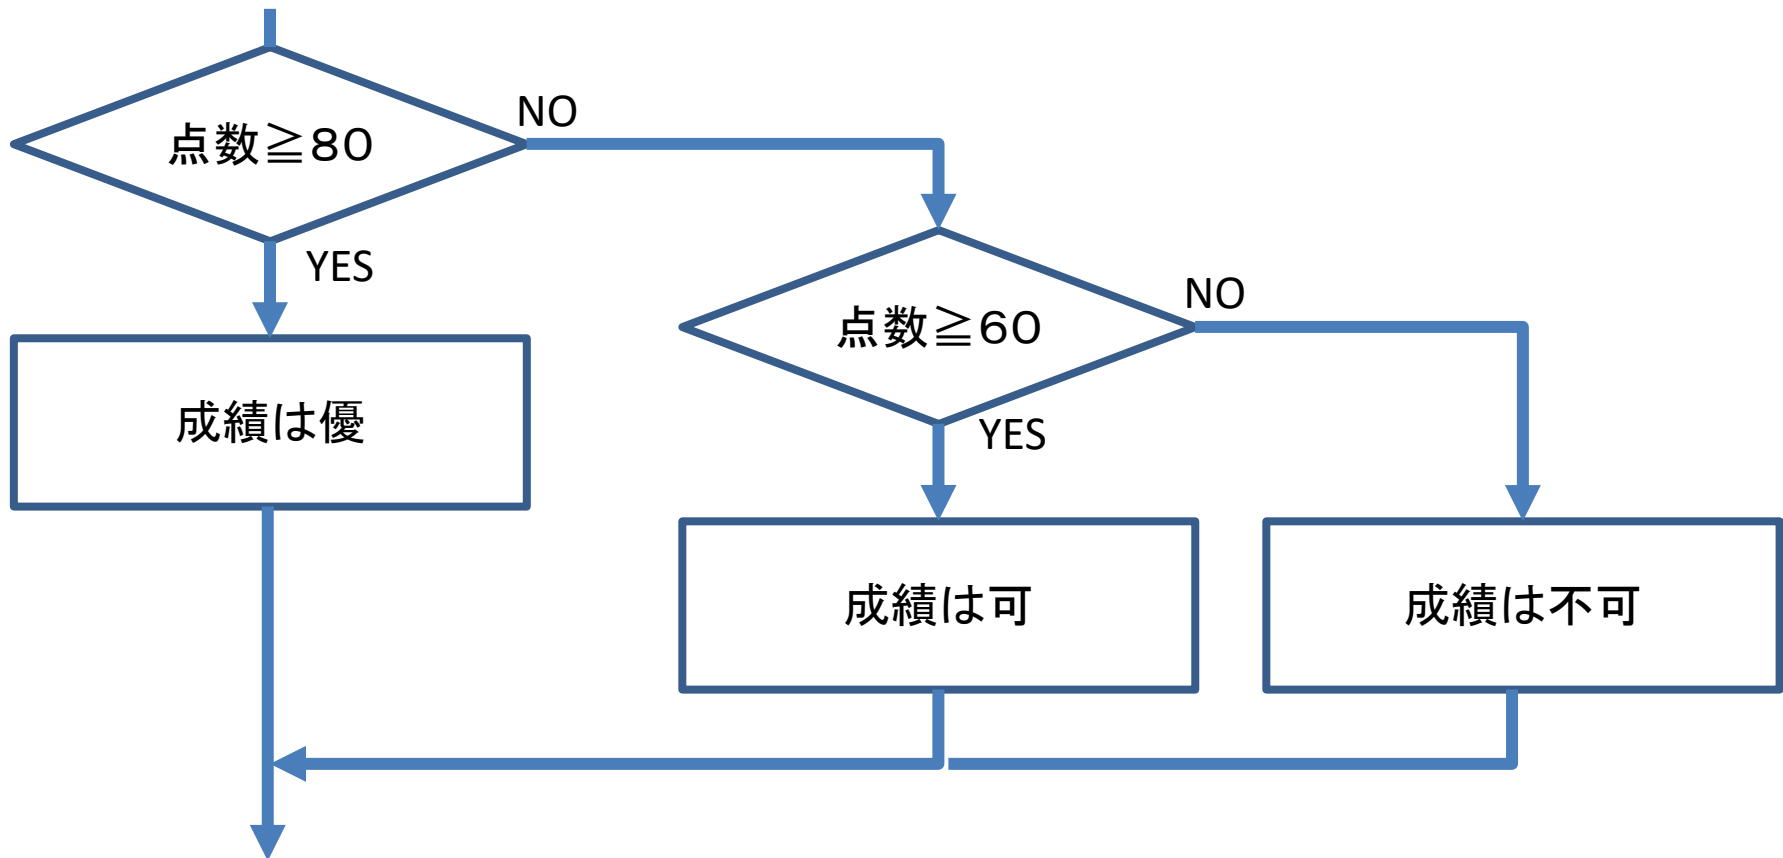 点数≧８０
NO
YES
点数≧６０
NO
成績は優
YES
成績は可
成績は不可